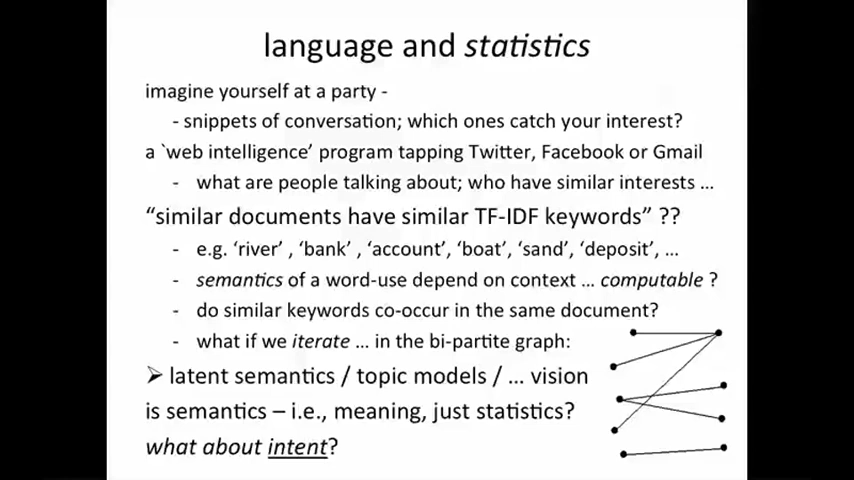 language and statistics
imagine yourself at a party -
- snippets of conversation; which ones catch your interest?
a `web intelligence’ program tapping Twitter, Facebook or Gmail
- what are people talking about; who have similar interests ...
“similar documents have similar TF-IDF keywords” ??
- e.g. ‘river’ , ‘bank’ , ‘account’, ‘boat’, ‘sand’, ‘deposit’, ...
- semantics of a word-use depend on context ... computable ?
- do similar keywords co-occur in the same document?
- what if we iterate ... in the bi-partite graph:
➢ latent semantics / topic models / ... vision
is semantics – i.e., meaning, just statistics?
what about intent?